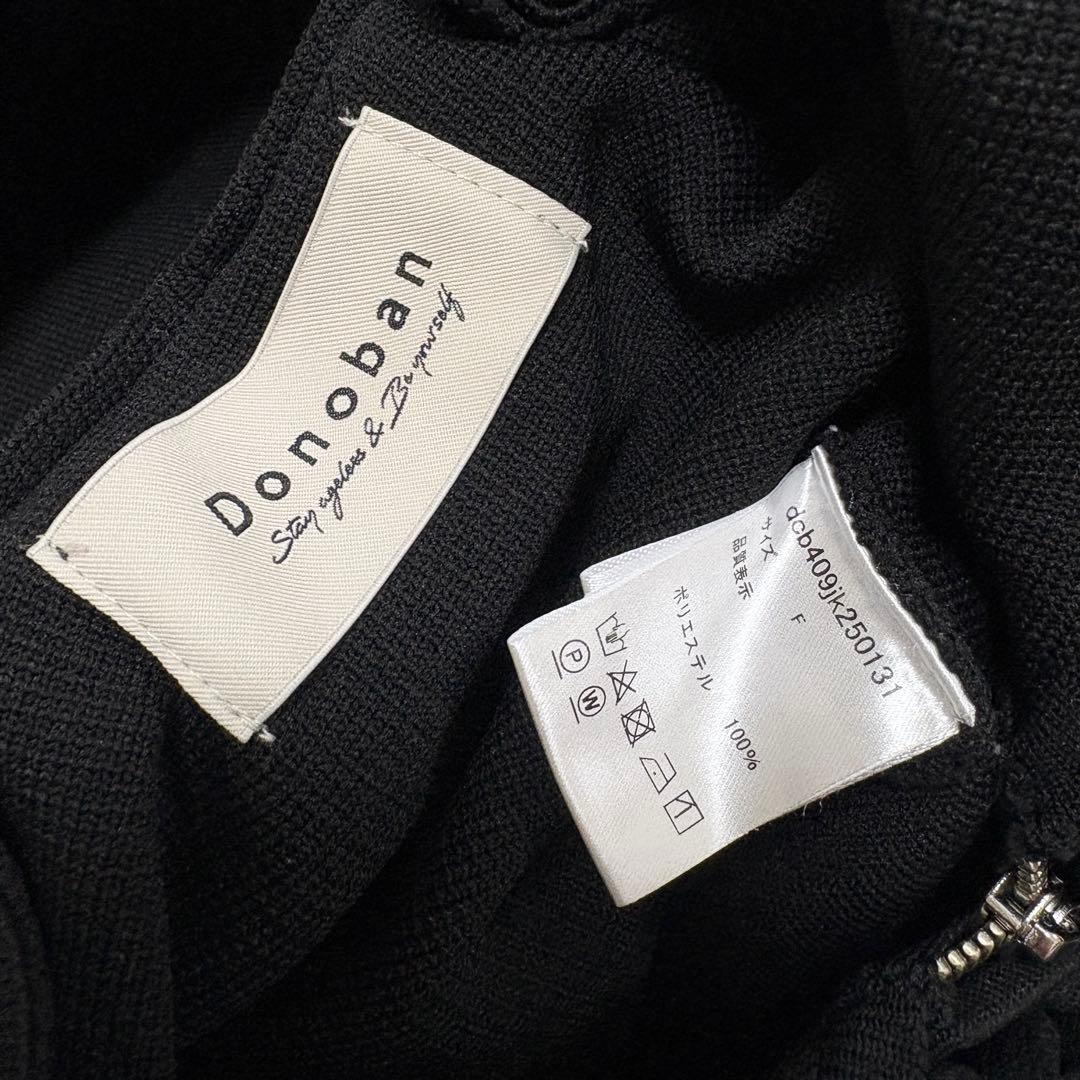 Donoban
Stay ageless & Be yourself
dcb409jk250131
サイズ F
品質表示
ポリエステル 100%
P
W